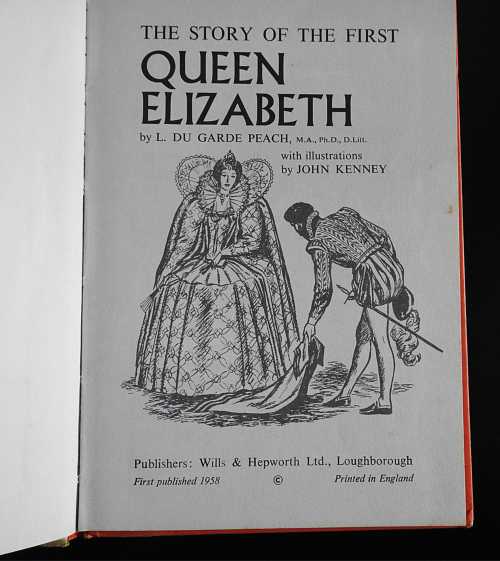 THE STORY OF THE FIRST
QUEEN
ELIZABETH
by L. DU GARDE PEACH, M.A., Ph.D., D.Litt.
with illustrations
by JOHN KENNEY
Publishers: Wills & Hepworth Ltd., Loughborough
First published 1958 © Printed in England